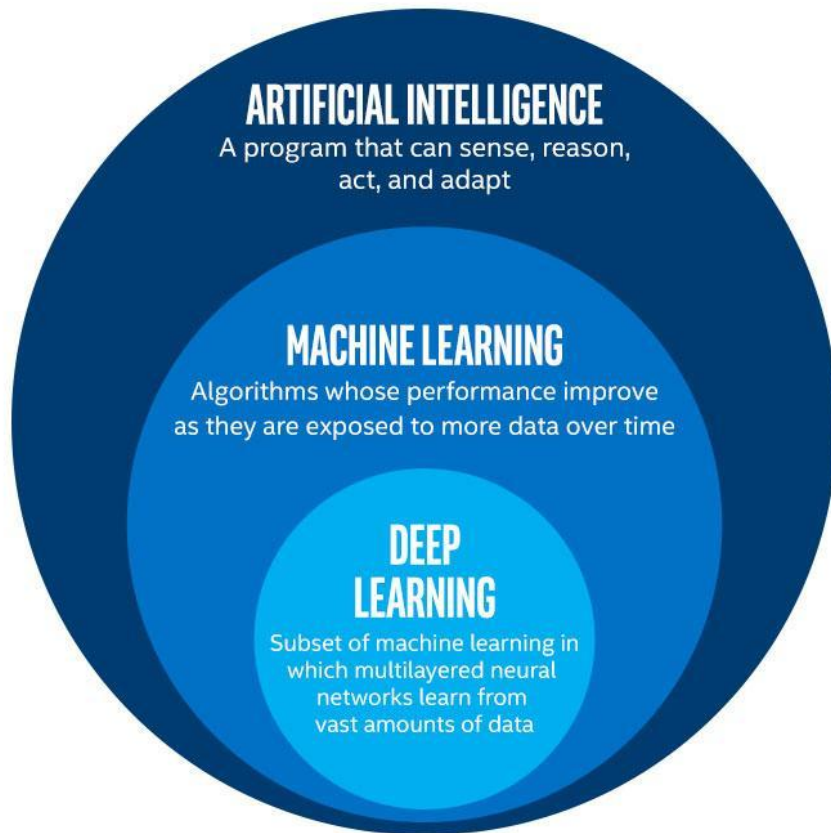 ARTIFICIAL INTELLIGENCE
A program that can sense, reason,
act, and adapt
MACHINE LEARNING
Algorithms whose performance improve
as they are exposed to more data over time
DEEP
LEARNING
Subset of machine learning in
which multilayered neural
networks learn from
vast amounts of data